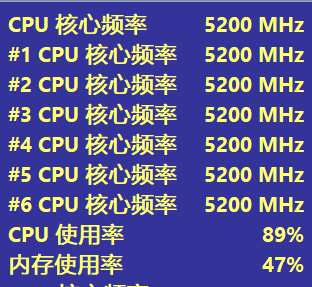 CPU 核心频率 5200 MHz
#1 CPU 核心频率 5200 MHz
#2 CPU 核心频率 5200 MHz
#3 CPU 核心频率 5200 MHz
#4 CPU 核心频率 5200 MHz
#5 CPU 核心频率 5200 MHz
#6 CPU 核心频率 5200 MHz
CPU 使用率 89%
内存使用率 47%